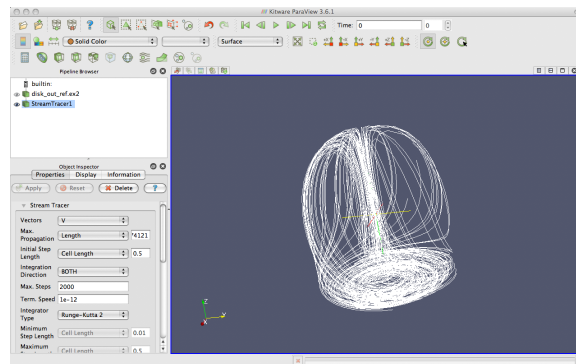 Kitware ParaView 3.6.1
Time: 0
0
Solid Color
Surface
Pipeline Browser
builtin:
disk_out_ref.ex2
StreamTracer1
Object Inspector
Properties Display Information
Apply Reset Delete ?
Stream Tracer
Vectors V
Max. Propagation Length 74121
Initial Step Length Cell Length 0.5
Integration Direction BOTH
Max. Steps 2000
Term. Speed 1e-12
Integrator Type Runge-Kutta 2
Minimum Step Length Cell Length 0.01
Maximum Cell Length 0.5
Z
Y
X